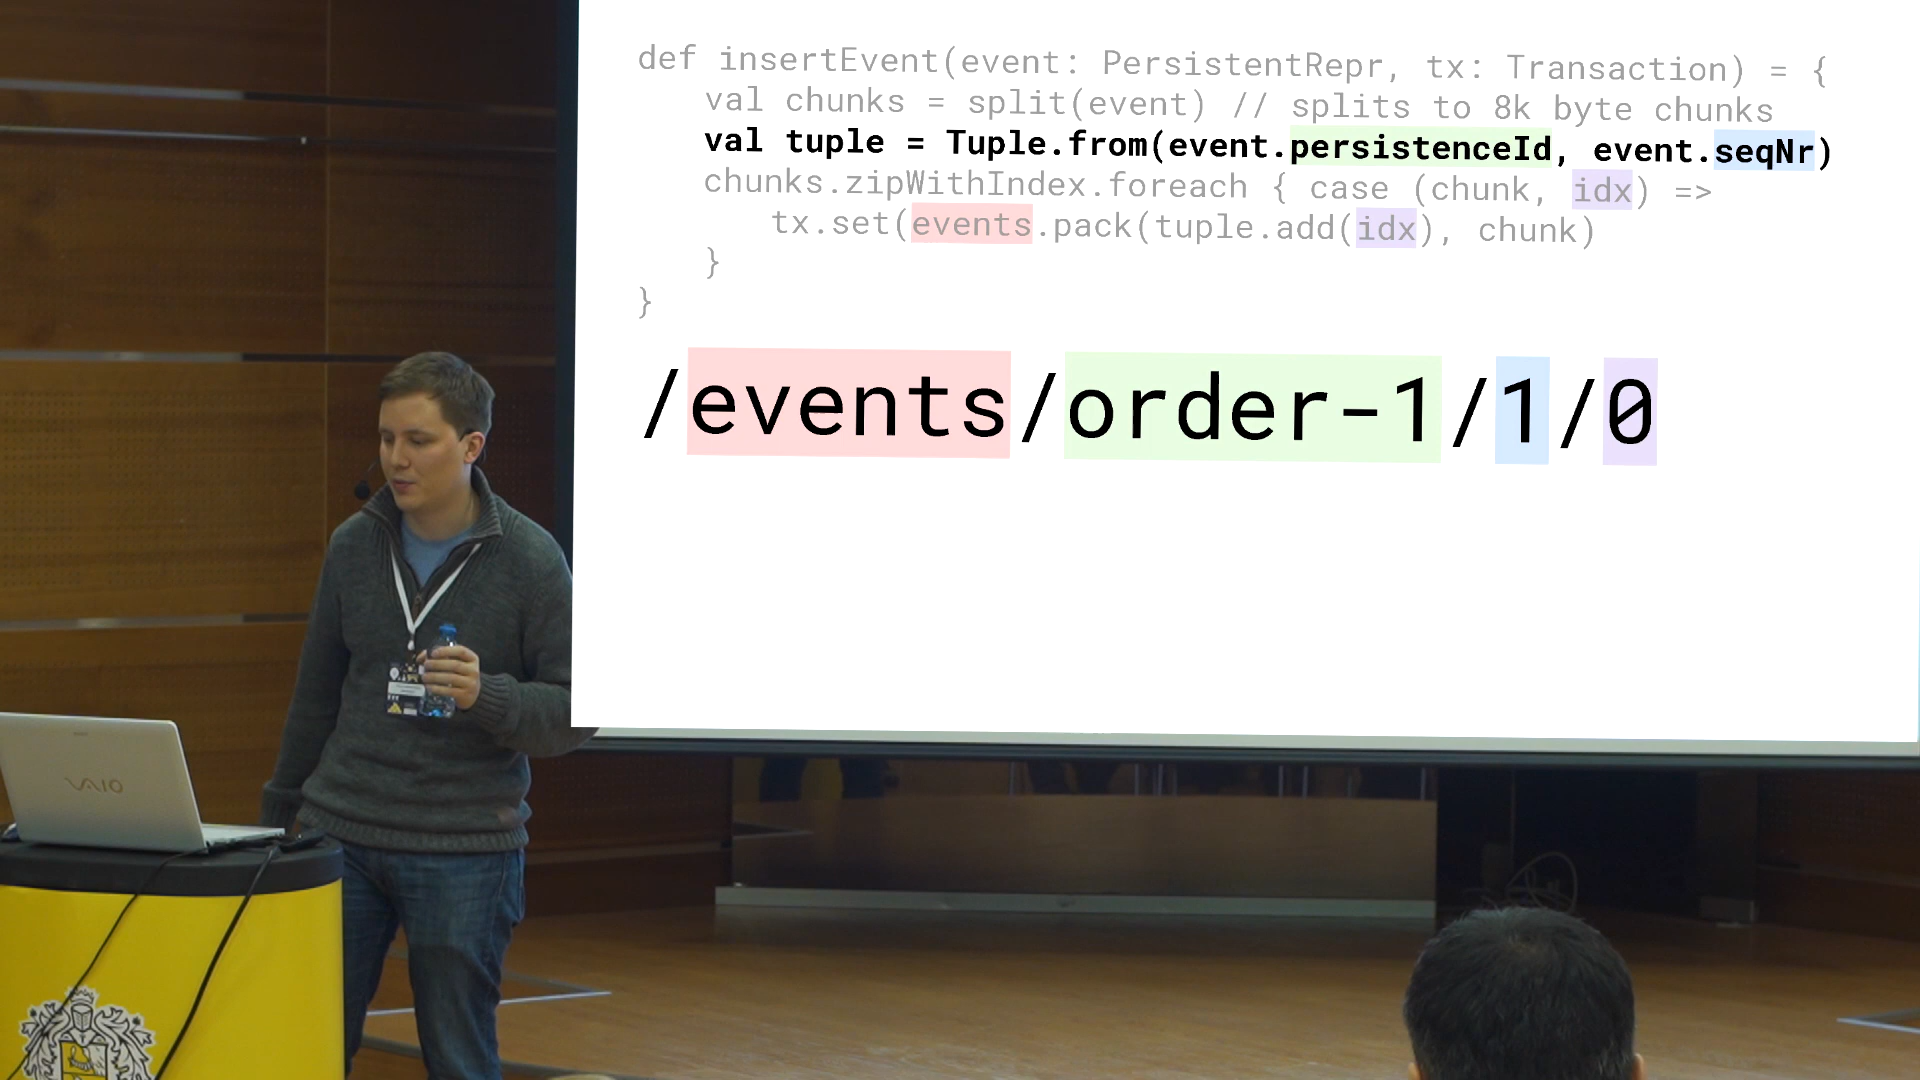 def insertEvent(event: PersistentRepr, tx: Transaction) = {
val chunks = split(event) // splits to 8k byte chunks
val tuple = Tuple.from(event.persistenceId, event.seqNr)
chunks.zipWithIndex.foreach { case (chunk, idx) =>
tx.set(events.pack(tuple.add(idx), chunk)
}
}
/events/order-1/1/0
VAIO